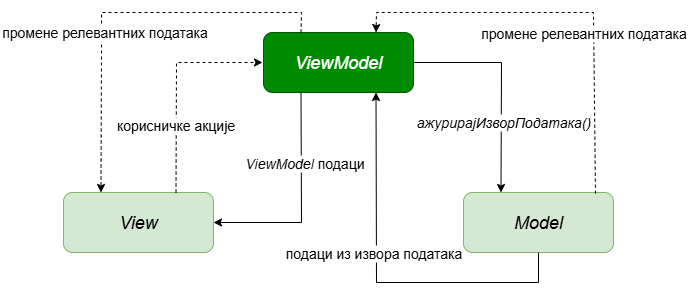 промене релевантних података
промене релевантних података
ViewModel
корисничке акције
ажурирајИзворПодатака()
ViewModel подаци
View
Model
подаци из извора података